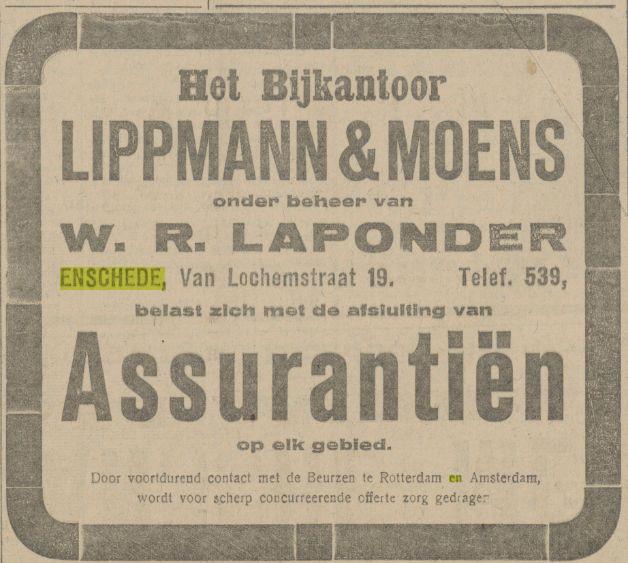 Het Bijkantoor
LIPPMANN & MOENS
onder beheer van
W. R. LAPONDER
ENSCHEDE, Van Lochemstraat 19. Telef. 539,
belast zich met de afsluiting van
Assurantiën
op elk gebied.
Door voortdurend contact met de Beurzen te Rotterdam en Amsterdam,
wordt voor scherp concurreerende offerte zorg gedragen